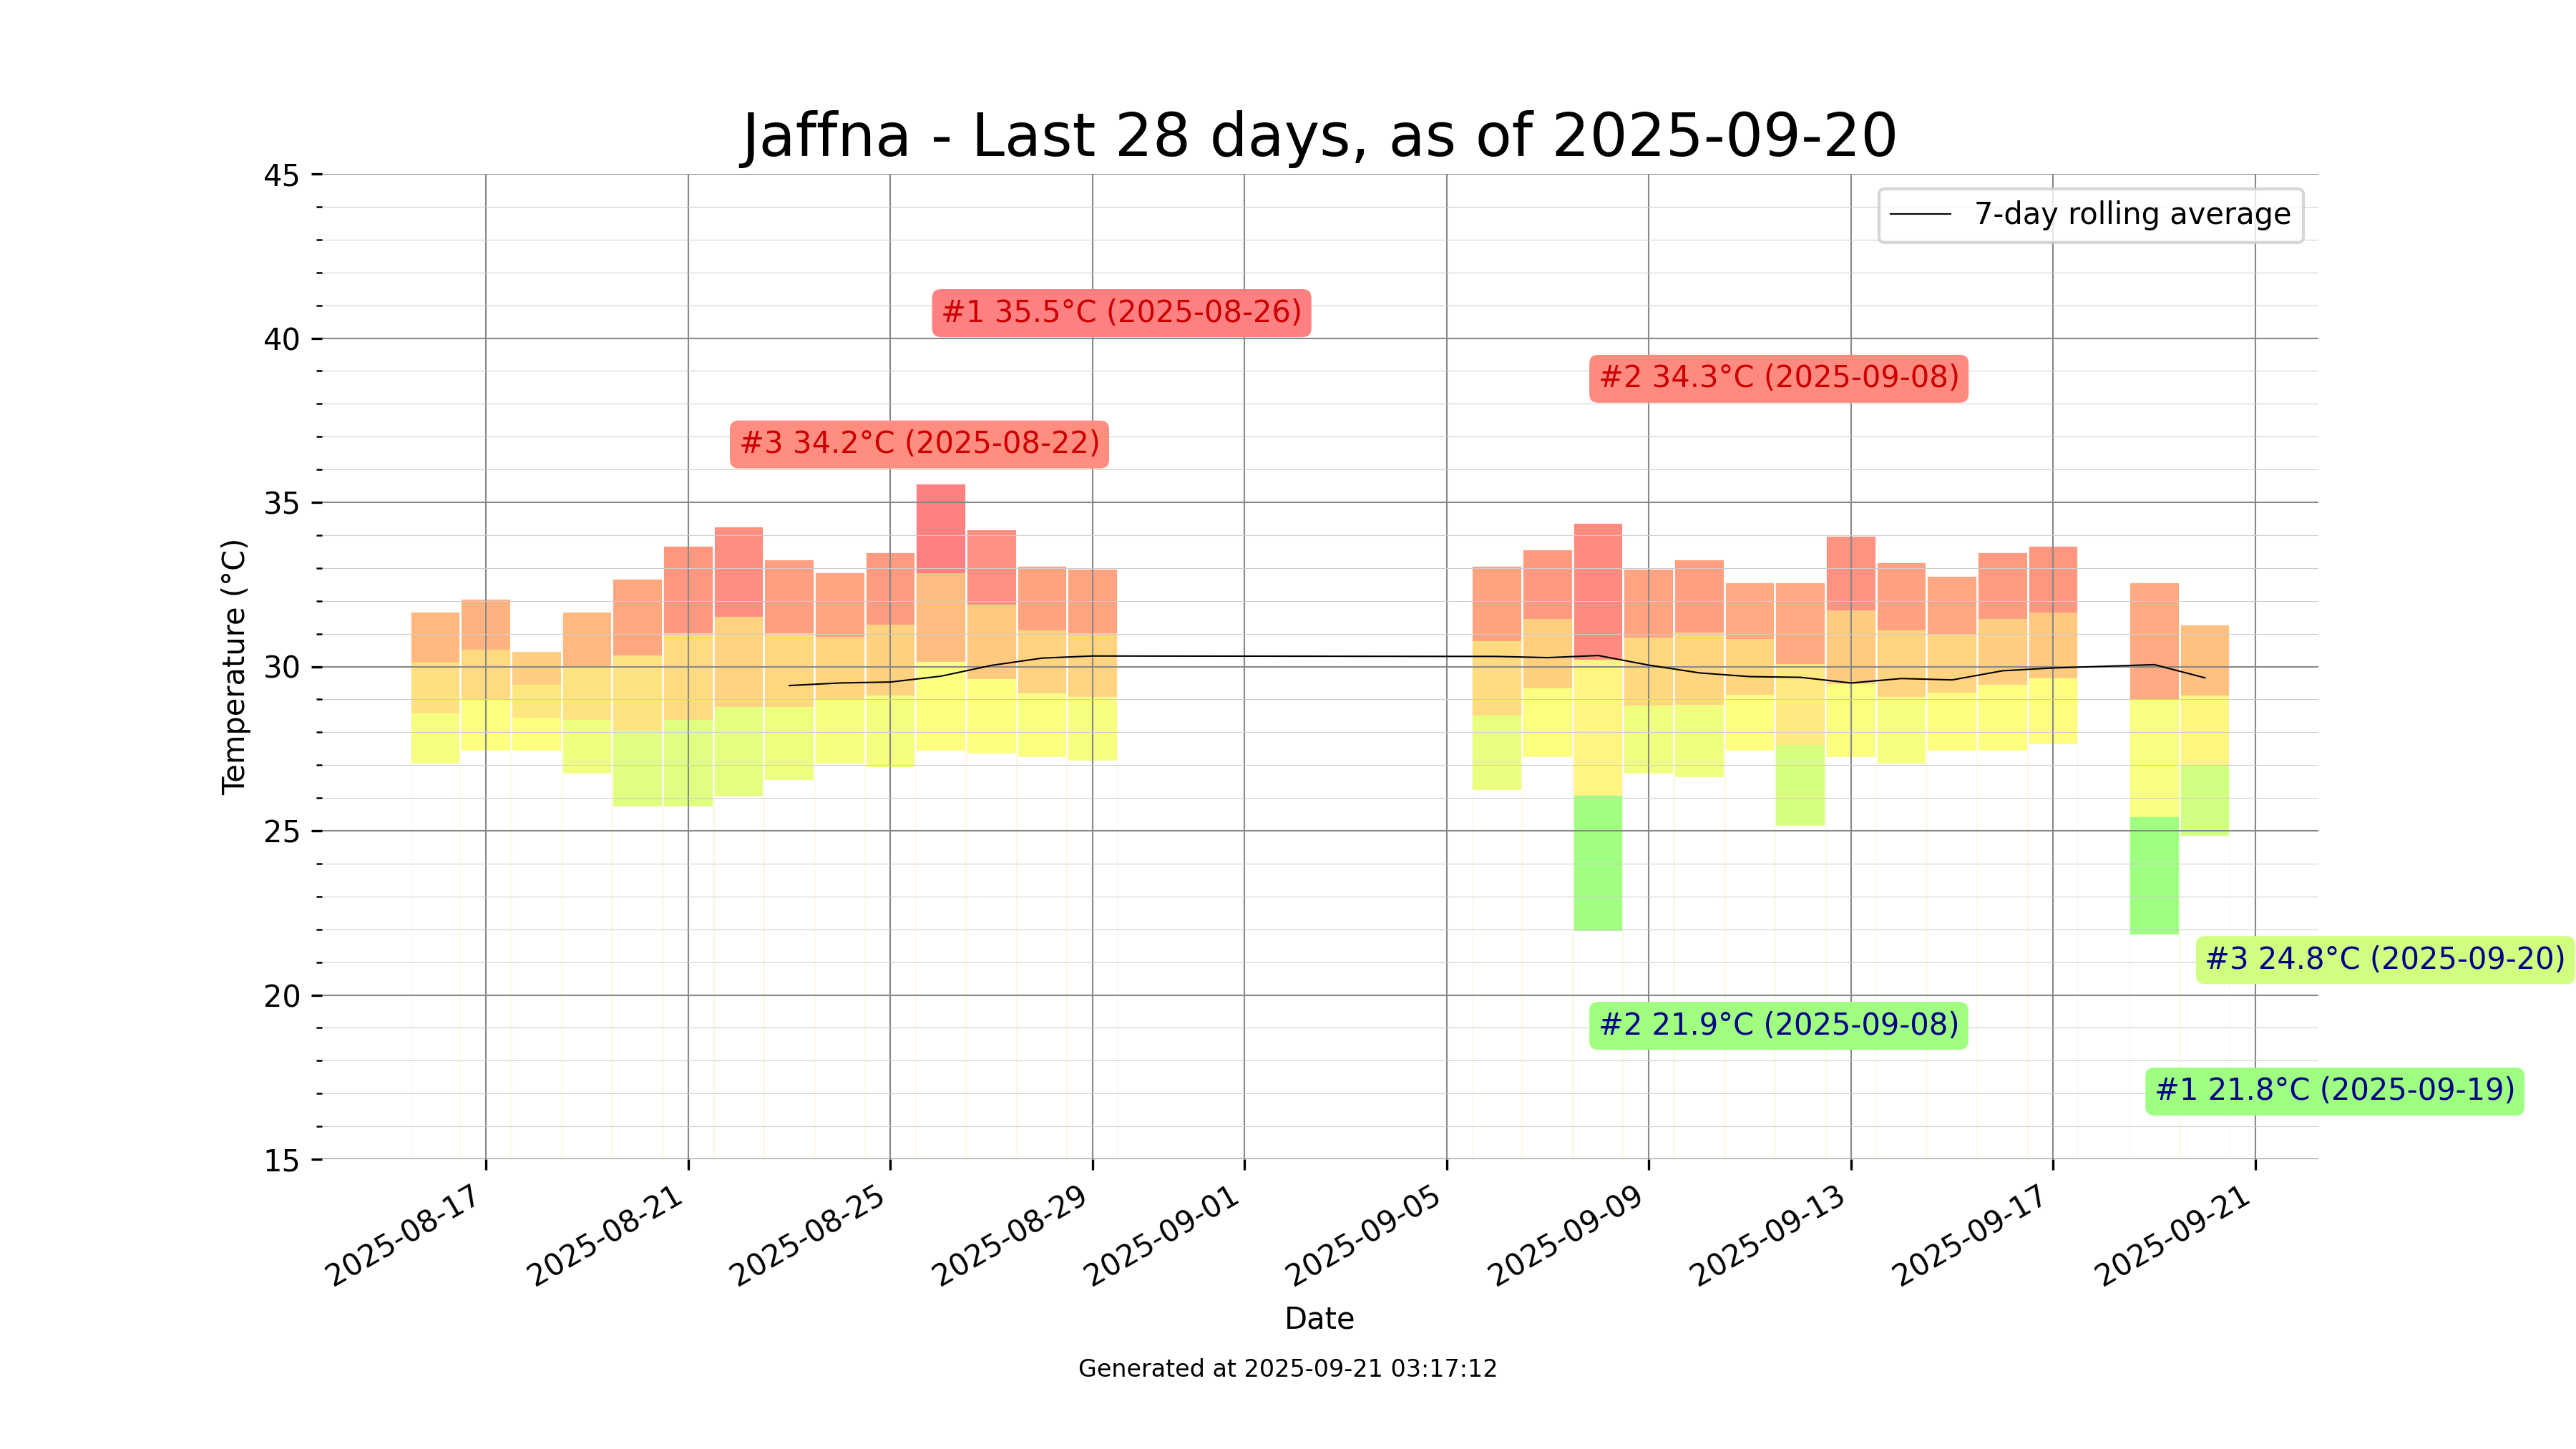 Jaffna - Last 28 days, as of 2025-09-20
45
7-day rolling average
#1 35.5°C (2025-08-26)
40
#2 34.3°C (2025-09-08)
#3 34.2°C (2025-08-22)
35
30
25
20
15
Temperature (°C)
#3 24.8°C (2025-09-20)
#2 21.9°C (2025-09-08)
#1 21.8°C (2025-09-19)
2025-08-17
2025-08-21
2025-08-25
2025-08-29
2025-09-01
2025-09-05
2025-09-09
2025-09-13
2025-09-17
2025-09-21
Date
Generated at 2025-09-21 03:17:12